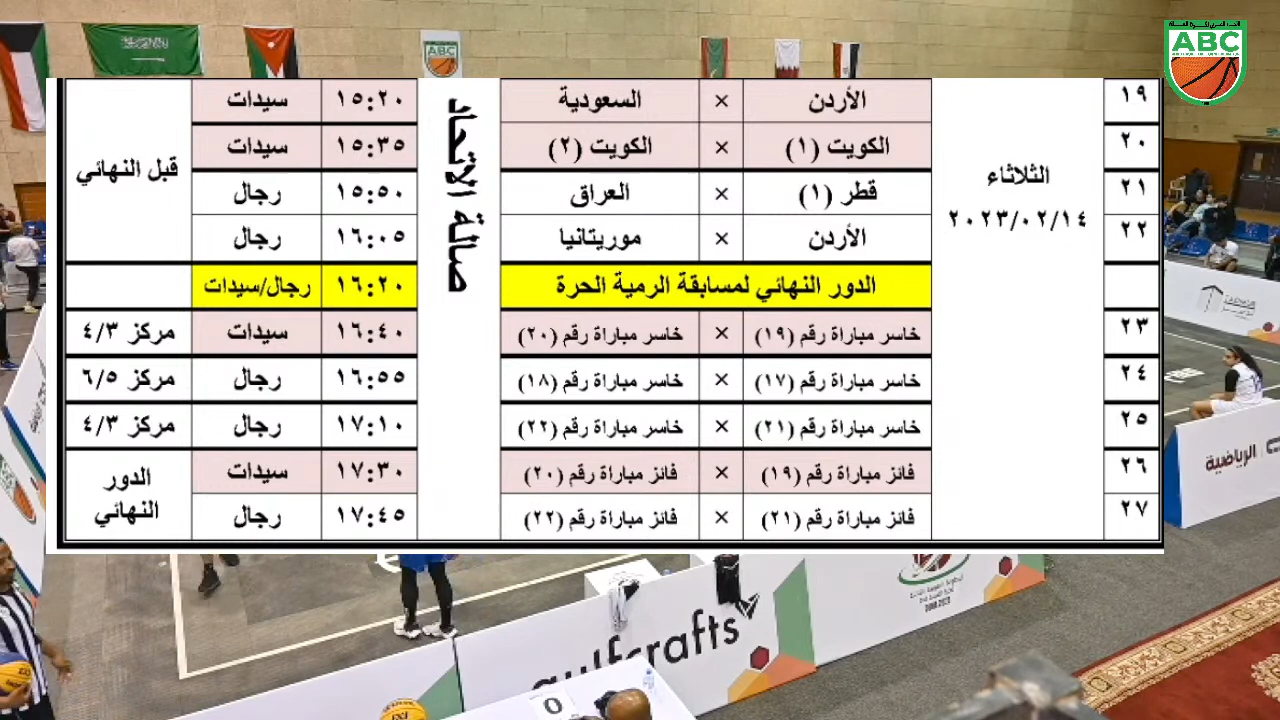 ABC
ABC
١٩ الأردن × السعودية ١٥:٢٠ سيدات
٢٠ الكويت (١) × الكويت (٢) ١٥:٣٥ سيدات
٢١ قطر (١) × العراق ١٥:٥٠ رجال
٢٢ الأردن × موريتانيا ١٦:٠٥ رجال
الثلاثاء
٢٠٢٣/٠٢/١٤
صالة الاتحاد
قبل النهائي
الدور النهائي لمسابقة الرمية الحرة ١٦:٢٠ رجال/سيدات
٢٣ خاسر مباراة رقم (١٩) × خاسر مباراة رقم (٢٠) ١٦:٤٠ سيدات مركز ٤/٣
٢٤ خاسر مباراة رقم (١٧) × خاسر مباراة رقم (١٨) ١٦:٥٥ رجال مركز ٦/٥
٢٥ خاسر مباراة رقم (٢١) × خاسر مباراة رقم (٢٢) ١٧:١٠ رجال مركز ٤/٣
٢٦ فائز مباراة رقم (١٩) × فائز مباراة رقم (٢٠) ١٧:٣٠ سيدات
٢٧ فائز مباراة رقم (٢١) × فائز مباراة رقم (٢٢) ١٧:٤٥ رجال
الدور
النهائي
الرياضية
gulfcrafts
0